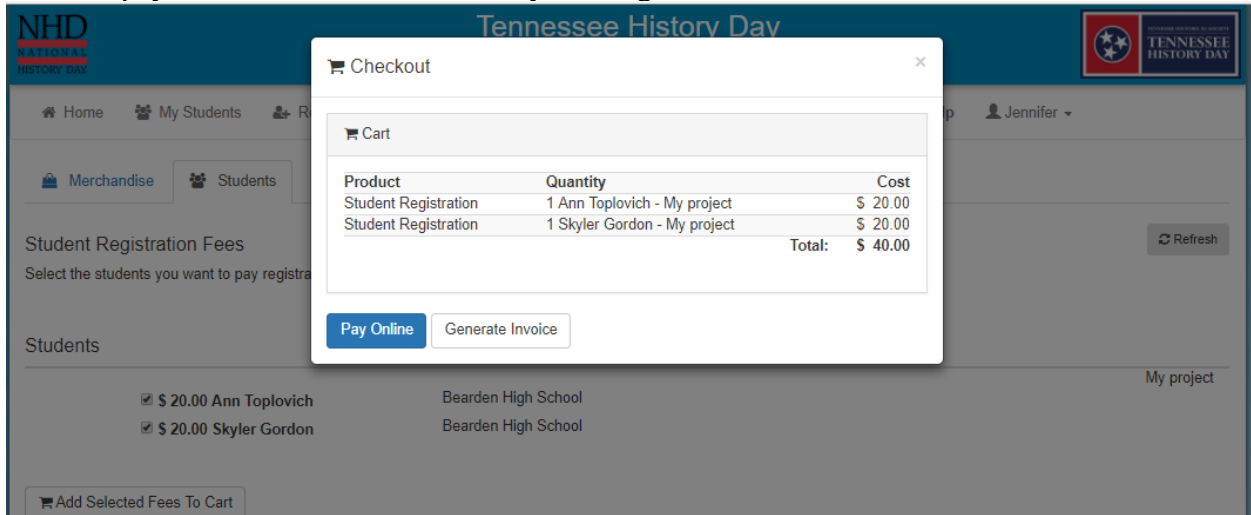 NHD
NATIONAL
HISTORY DAY
Tennessee History Day
TENNESSEE
HISTORY DAY
Checkout ×
Home My Students Jennifer
Cart
Merchandise Students
Product Quantity Cost
Student Registration 1 Ann Toplovich - My project $ 20.00
Student Registration 1 Skyler Gordon - My project $ 20.00
Total: $ 40.00
Student Registration Fees
Refresh
Select the students you want to pay registra
Pay Online Generate Invoice
Students
My project
$ 20.00 Ann Toplovich Bearden High School
$ 20.00 Skyler Gordon Bearden High School
Add Selected Fees To Cart